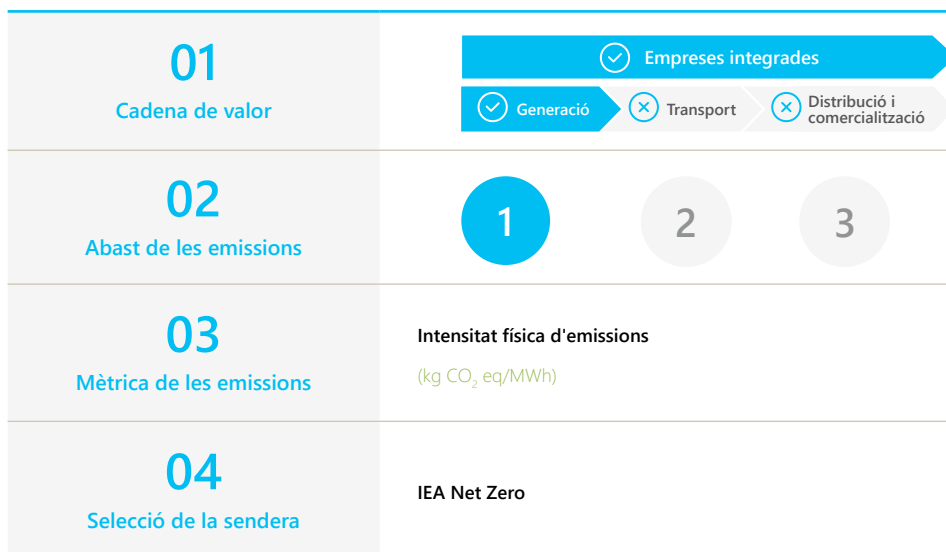 01
Cadena de valor
Empreses integrades
Generació
Transport
Distribució i
comercialització
02
Abast de les emissions
1
2
3
03
Mètrica de les emissions
Intensitat física d'emissions
(kg CO₂ eq/MWh)
04
Selecció de la sendera
IEA Net Zero